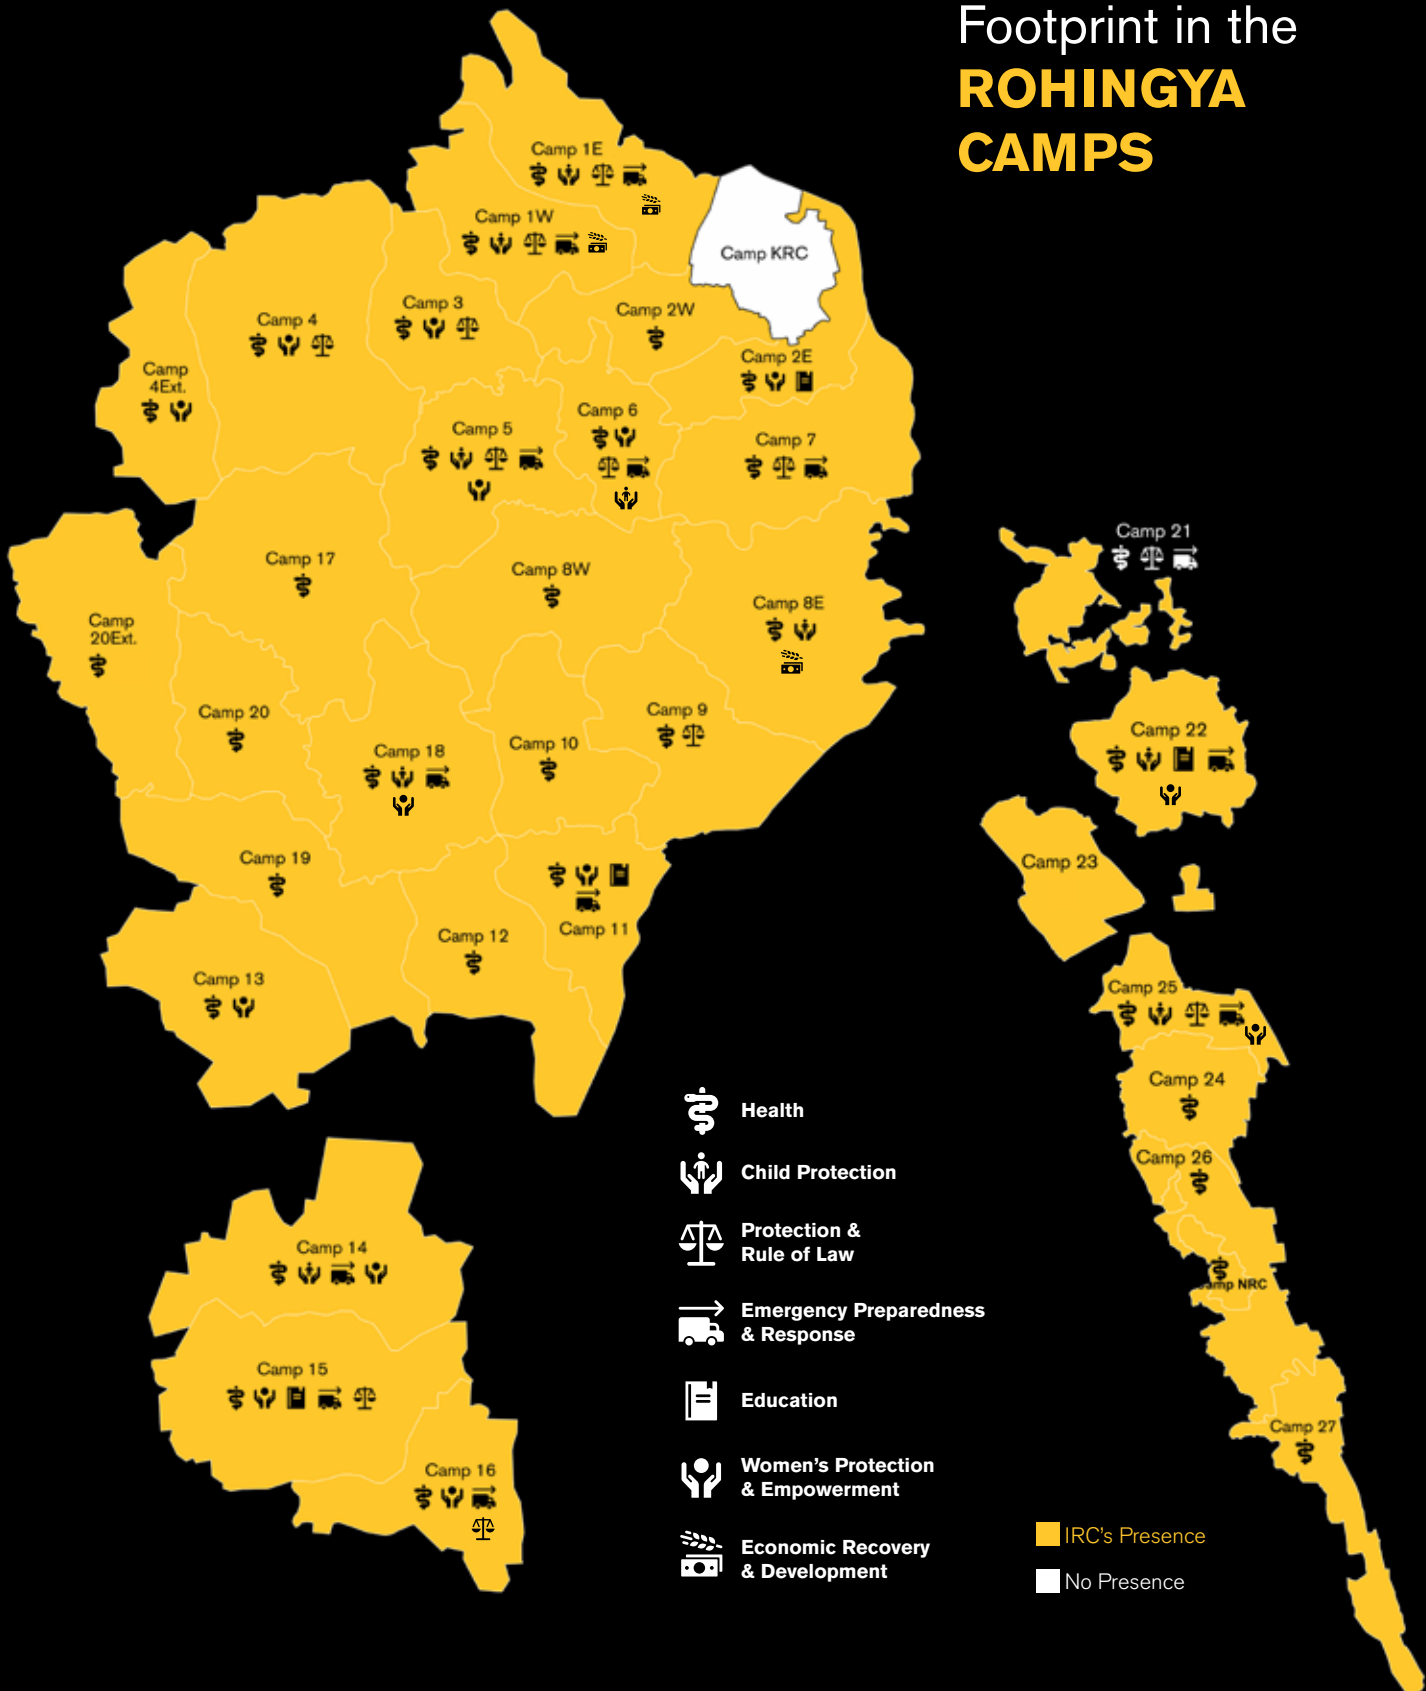 Footprint in the
ROHINGYA
CAMPS
Camp 1E
Camp 1W
Camp KRC
Camp 3
Camp 2W
Camp 4
Camp 2E
Camp
4Ext.
Camp 6
Camp 5
Camp 7
Camp 21
Camp 17
Camp 8W
Camp 8E
Camp
20Ext.
Camp 20
Camp 9
Camp 22
Camp 18
Camp 10
Camp 19
Camp 23
Camp 11
Camp 12
Camp 13
Camp 25
Camp 24
Health
Camp 26
Child Protection
Protection &
Rule of Law
Camp 14
Camp NRC
Emergency Preparedness
& Response
Camp 15
Education
Camp 27
Women's Protection
& Empowerment
Camp 16
Economic Recovery
& Development
IRC's Presence
No Presence